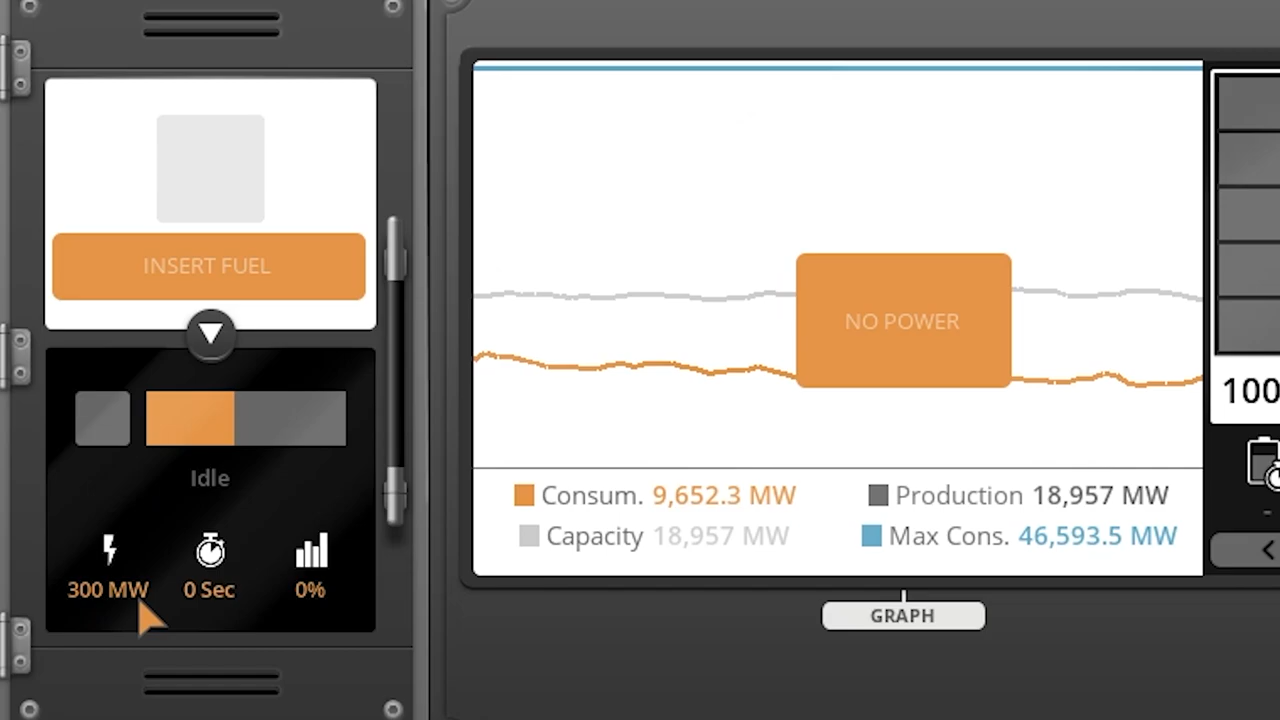 INSERT FUEL
Idle
300 MW 0 Sec 0%
NO POWER
Consum. 9,652.3 MW Production 18,957 MW
Capacity 18,957 MW Max Cons. 46,593.5 MW
GRAPH
100